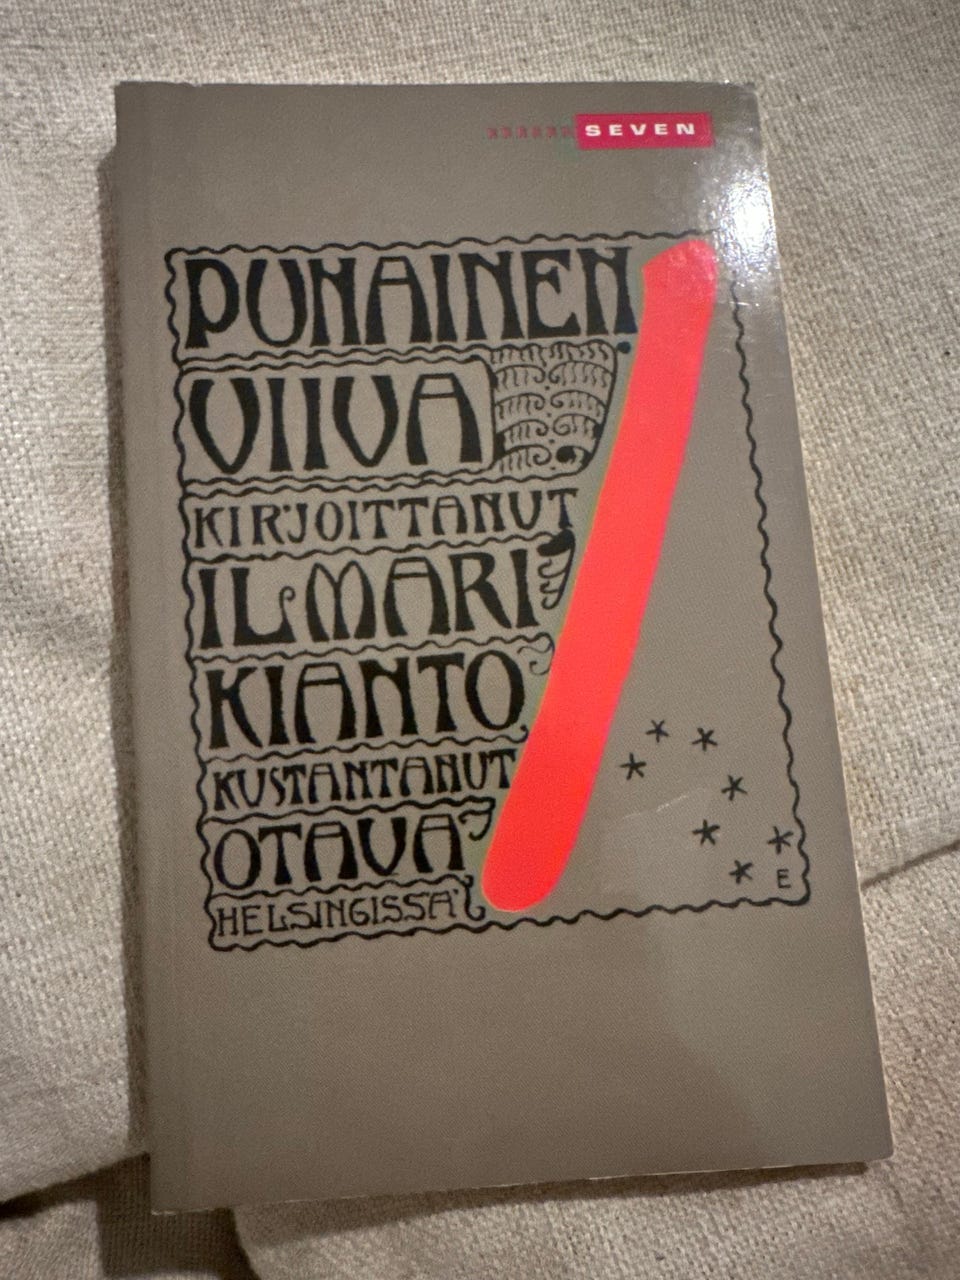 SEVEN
PUNAINEN
VIIVA
KIRJOITTANUT
ILMARI
KIANTO
KUSTANTANUT
OTAVA
HELSINGISSÄ
E